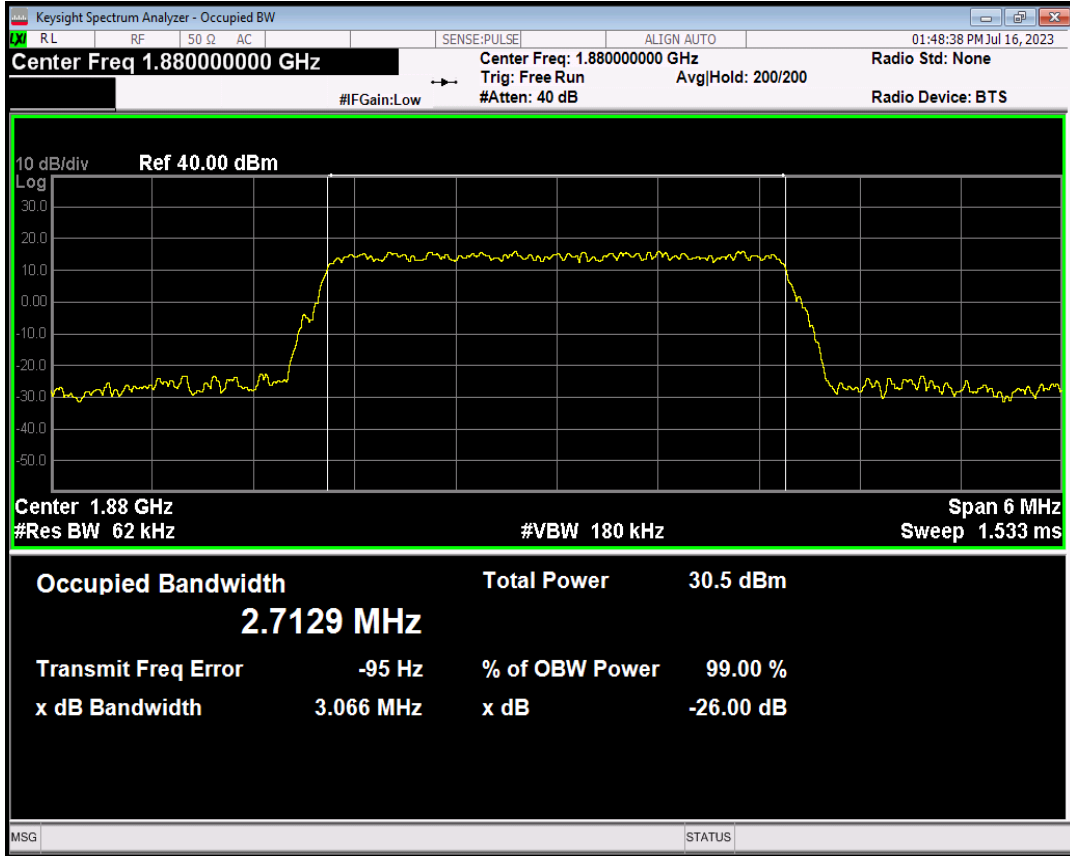 Keysight Spectrum Analyzer - Occupied BW
LXI RL RF 50 Ω AC SENSE:PULSE ALIGN AUTO 01:48:38 PM Jul 16, 2023
Center Freq 1.880000000 GHz
Center Freq: 1.880000000 GHz
Radio Std: None
Trig: Free Run Avg|Hold: 200/200
#IFGain:Low
#Atten: 40 dB
Radio Device: BTS
10 dB/div Ref 40.00 dBm
Log
30.0
20.0
10.0
0.00
-10.0
-20.0
-30.0
-40.0
-50.0
Center 1.88 GHz Span 6 MHz
#Res BW 62 kHz #VBW 180 kHz Sweep 1.533 ms
Occupied Bandwidth Total Power 30.5 dBm
2.7129 MHz
Transmit Freq Error -95 Hz % of OBW Power 99.00 %
x dB Bandwidth 3.066 MHz x dB -26.00 dB
MSG STATUS